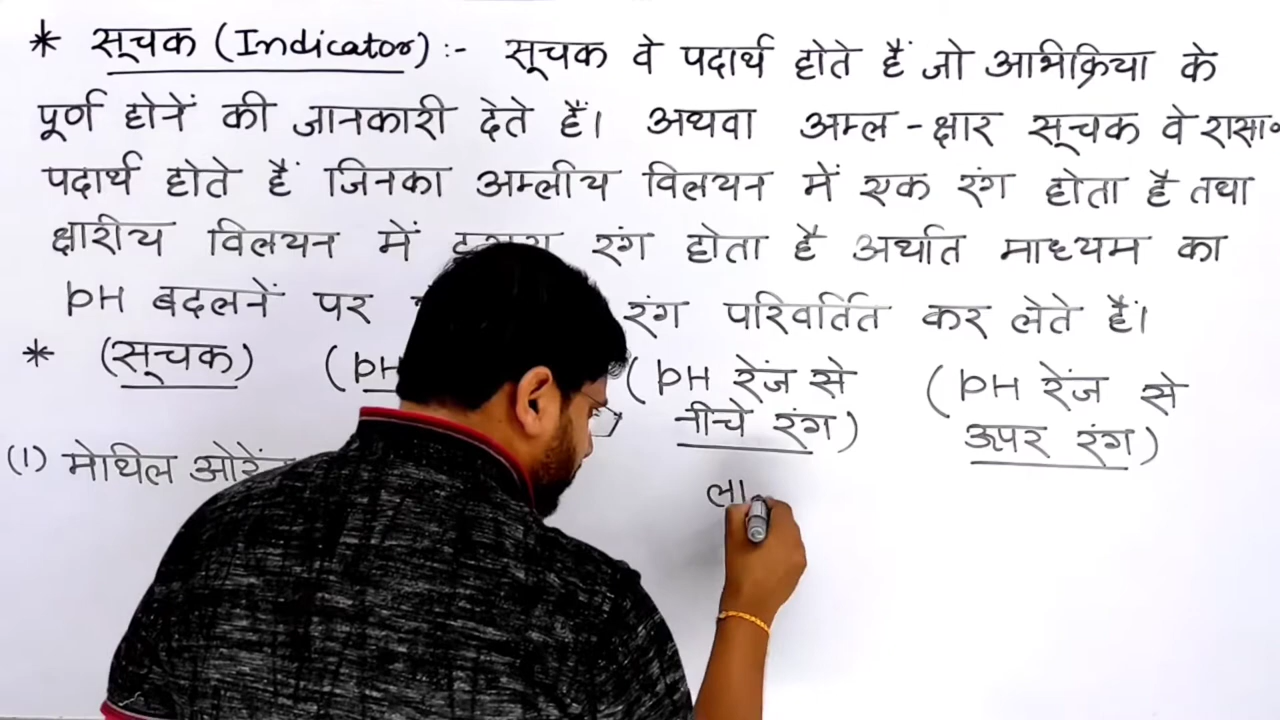 * सूचक (Indicator) :- सूचक वे पदार्थ होते हैं जो अभिक्रिया के
पूर्ण होनें की जानकारी देते हैं। अथवा अम्ल - क्षार सूचक वे रासा॰
पदार्थ होते हैं जिनका अम्लीय विलयन में एक रंग होता है तथा
क्षारीय विलयन में रंग होता है अर्थात माध्यम का
pH बदलनें पर रंग परिवर्तित कर लेते हैं।
* (सूचक) (pH (pH रेंज से नीचे रंग) (pH रेंज से ऊपर रंग)
(1) मेथिल ओरें ला